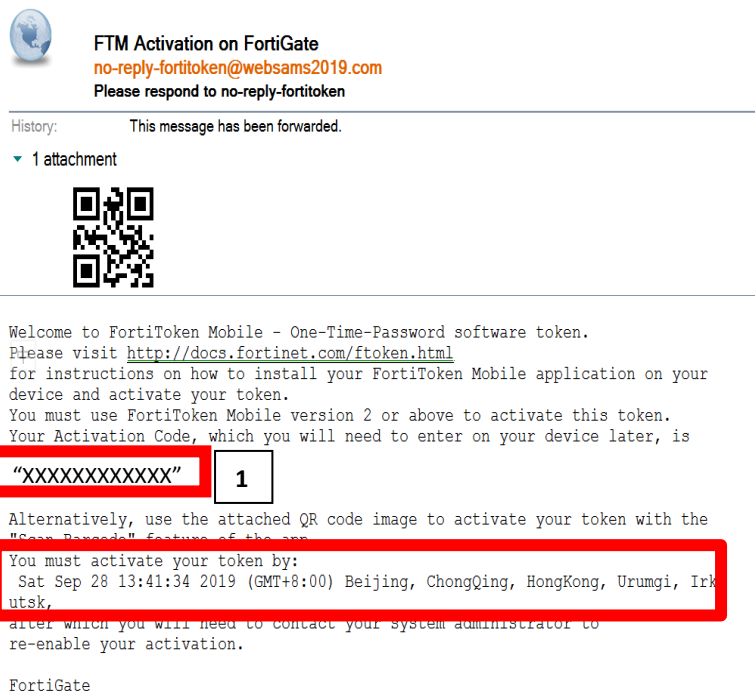 FTM Activation on FortiGate
no-reply-fortitoken@websams2019.com
Please respond to no-reply-fortitoken
History: This message has been forwarded.
1 attachment
Welcome to FortiToken Mobile - One-Time-Password software token.
Please visit http://docs.fortinet.com/ftoken.html
for instructions on how to install your FortiToken Mobile application on your
device and activate your token.
You must use FortiToken Mobile version 2 or above to activate this token.
Your Activation Code, which you will need to enter on your device later, is
“XXXXXXXXXXXX” 1
Alternatively, use the attached QR code image to activate your token with the
"Scan Barcode" feature of the app.
You must activate your token by:
Sat Sep 28 13:41:34 2019 (GMT+8:00) Beijing, ChongQing, HongKong, Urumgi, Irk
utsk,
after which you will need to contact your system administrator to
re-enable your activation.
FortiGate